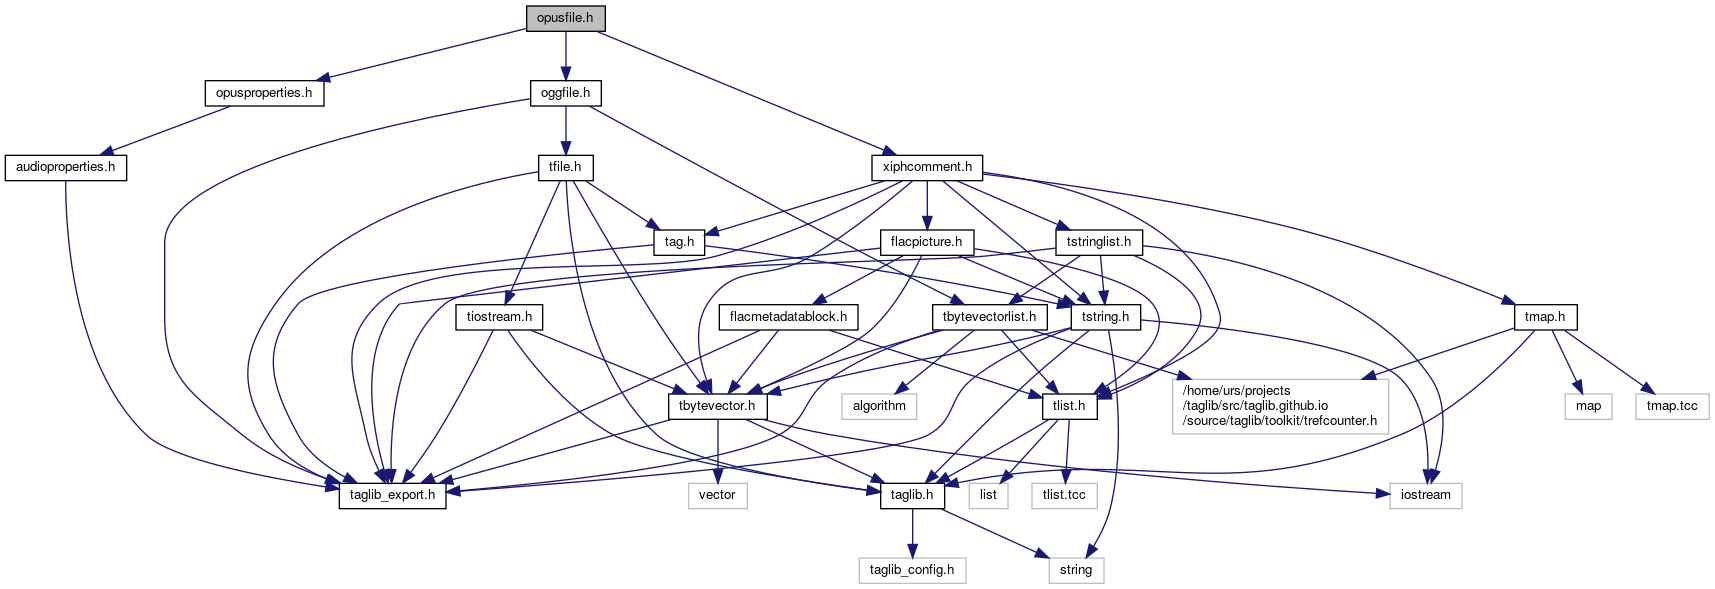 opusfile.h
opusproperties.h
oggfile.h
audioproperties.h
tfile.h
xiphcomment.h
tag.h
flacpicture.h
tstringlist.h
tiostream.h
flacmetadatablock.h
tbytevectorlist.h
tstring.h
tmap.h
tbytevector.h
algorithm
tlist.h
/home/urs/projects
/taglib/src/taglib.github.io
/source/taglib/toolkit/trefcounter.h
map
tmap.tcc
taglib_export.h
vector
taglib.h
list
tlist.tcc
iostream
taglib_config.h
string